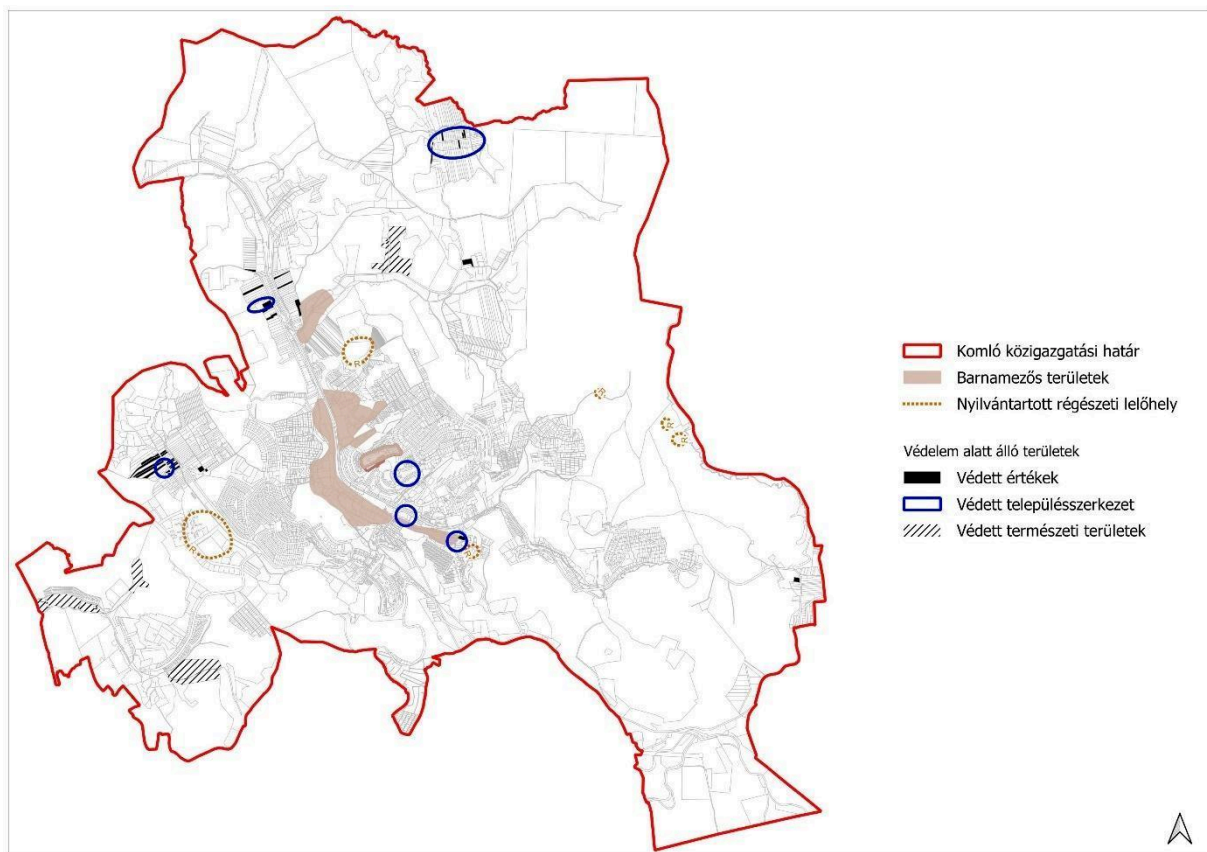 Komló közigazgatási határ
Barnamezős területek
Nyilvántartott régészeti lelőhely
Védelem alatt álló területek
Védett értékek
Védett településszerkezet
Védett természeti területek
R
R
R
R
R
R